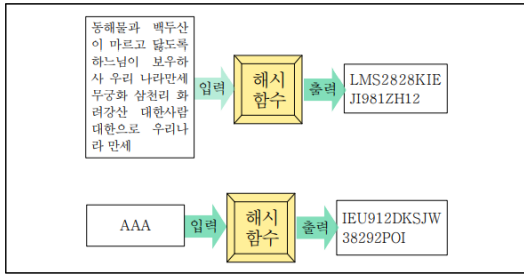 동해물과 백두산
이 마르고 닳도록
하느님이 보우하
사 우리 나라만세
무궁화 삼천리 화
려강산 대한사람
대한으로 우리나
라 만세
입력
해시
함수
출력
LMS2828KIE
JI981ZH12
AAA
입력
해시
함수
출력
IEU912DKSJW
38292POI